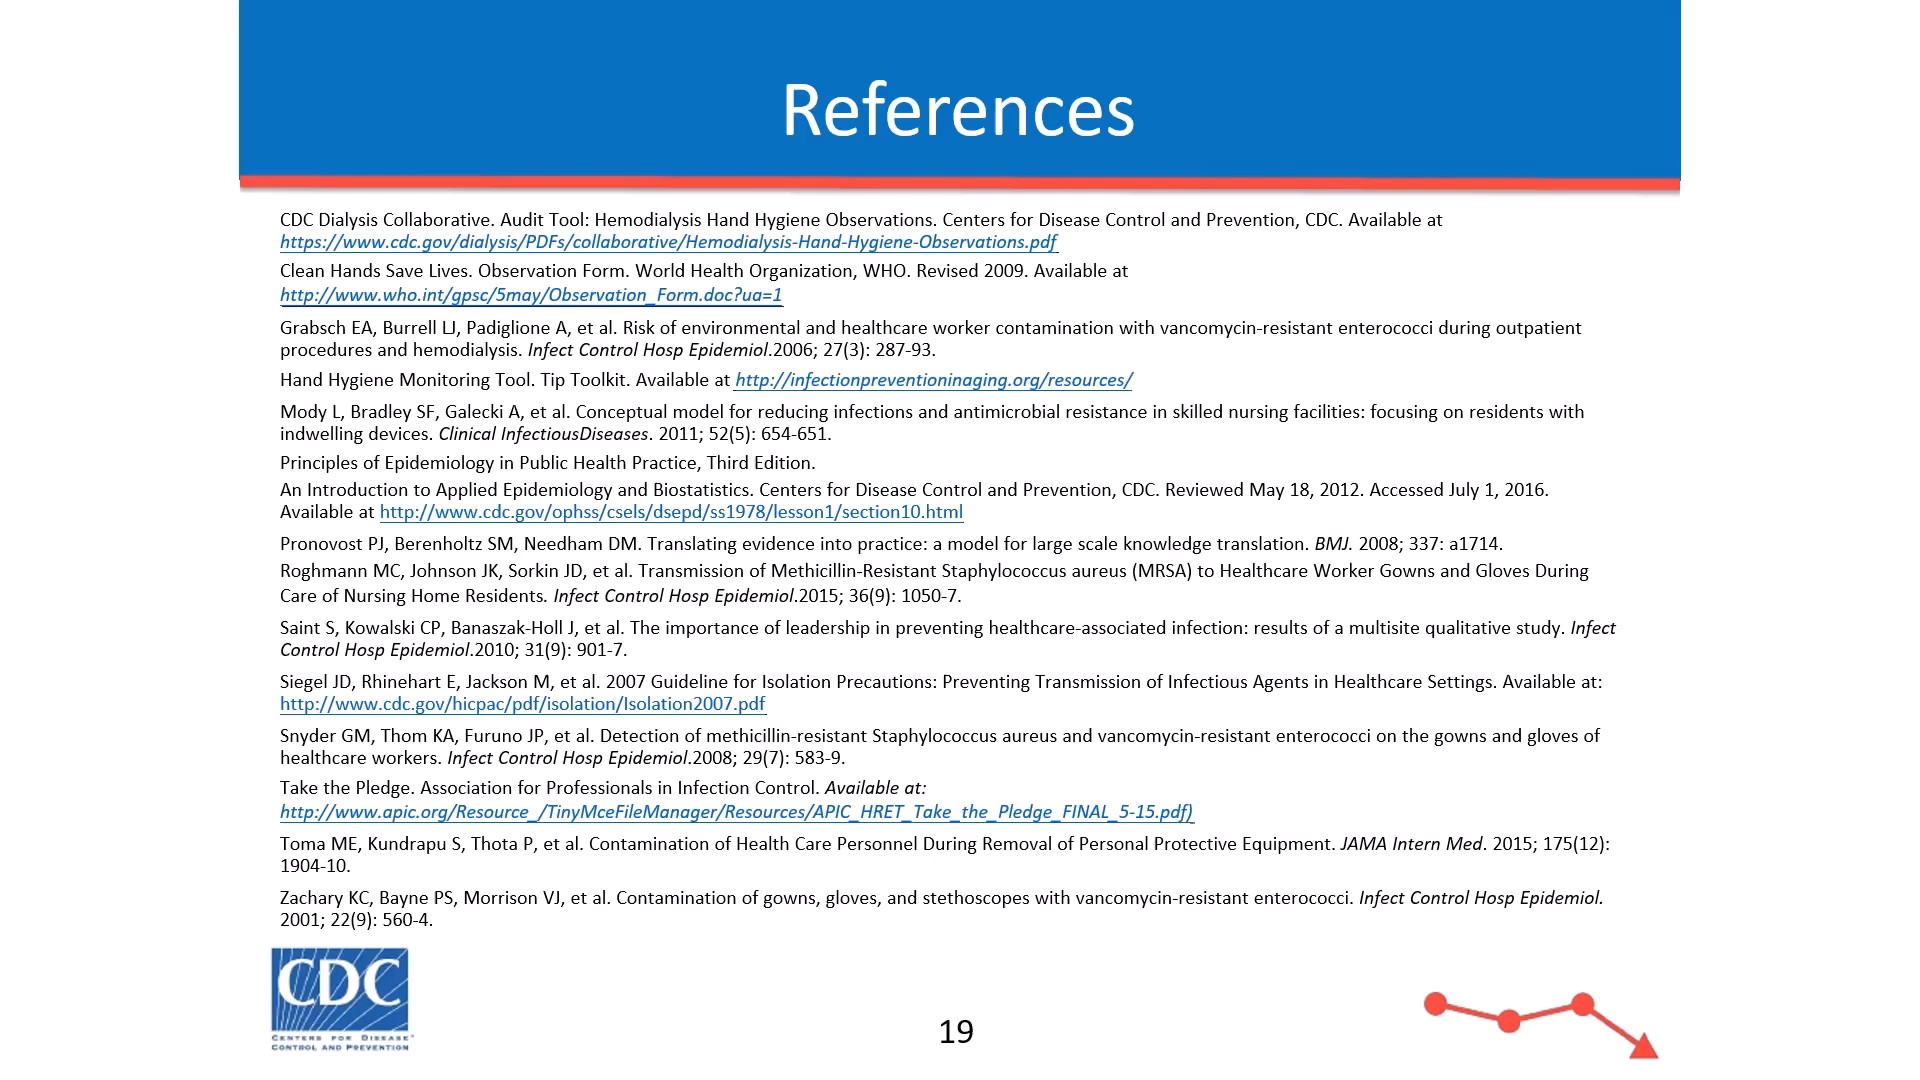 References
CDC Dialysis Collaborative. Audit Tool: Hemodialysis Hand Hygiene Observations. Centers for Disease Control and Prevention, CDC. Available at
https://www.cdc.gov/dialysis/PDFs/collaborative/Hemodialysis-Hand-Hygiene-Observations.pdf
Clean Hands Save Lives. Observation Form. World Health Organization, WHO. Revised 2009. Available at
http://www.who.int/gpsc/5may/Observation_Form.doc?ua=1
Grabsch EA, Burrell LJ, Padiglione A, et al. Risk of environmental and healthcare worker contamination with vancomycin-resistant enterococci during outpatient
procedures and hemodialysis. Infect Control Hosp Epidemiol.2006; 27(3): 287-93.
Hand Hygiene Monitoring Tool. Tip Toolkit. Available at http://infectionpreventioninaging.org/resources/
Mody L, Bradley SF, Galecki A, et al. Conceptual model for reducing infections and antimicrobial resistance in skilled nursing facilities: focusing on residents with
indwelling devices. Clinical InfectiousDiseases. 2011; 52(5): 654-651.
Principles of Epidemiology in Public Health Practice, Third Edition.
An Introduction to Applied Epidemiology and Biostatistics. Centers for Disease Control and Prevention, CDC. Reviewed May 18, 2012. Accessed July 1, 2016.
Available at http://www.cdc.gov/ophss/csels/dsepd/ss1978/lesson1/section10.html
Pronovost PJ, Berenholtz SM, Needham DM. Translating evidence into practice: a model for large scale knowledge translation. BMJ. 2008; 337: a1714.
Roghmann MC, Johnson JK, Sorkin JD, et al. Transmission of Methicillin-Resistant Staphylococcus aureus (MRSA) to Healthcare Worker Gowns and Gloves During
Care of Nursing Home Residents. Infect Control Hosp Epidemiol.2015; 36(9): 1050-7.
Saint S, Kowalski CP, Banaszak-Holl J, et al. The importance of leadership in preventing healthcare-associated infection: results of a multisite qualitative study. Infect
Control Hosp Epidemiol.2010; 31(9): 901-7.
Siegel JD, Rhinehart E, Jackson M, et al. 2007 Guideline for Isolation Precautions: Preventing Transmission of Infectious Agents in Healthcare Settings. Available at:
http://www.cdc.gov/hicpac/pdf/isolation/Isolation2007.pdf
Snyder GM, Thom KA, Furuno JP, et al. Detection of methicillin-resistant Staphylococcus aureus and vancomycin-resistant enterococci on the gowns and gloves of
healthcare workers. Infect Control Hosp Epidemiol.2008; 29(7): 583-9.
Take the Pledge. Association for Professionals in Infection Control. Available at:
http://www.apic.org/Resource_/TinyMceFileManager/Resources/APIC_HRET_Take_the_Pledge_FINAL_5-15.pdf)
Toma ME, Kundrapu S, Thota P, et al. Contamination of Health Care Personnel During Removal of Personal Protective Equipment. JAMA Intern Med. 2015; 175(12):
1904-10.
Zachary KC, Bayne PS, Morrison VJ, et al. Contamination of gowns, gloves, and stethoscopes with vancomycin-resistant enterococci. Infect Control Hosp Epidemiol.
2001; 22(9): 560-4.
CDC
CENTERS FOR DISEASE
CONTROL AND PREVENTION
19